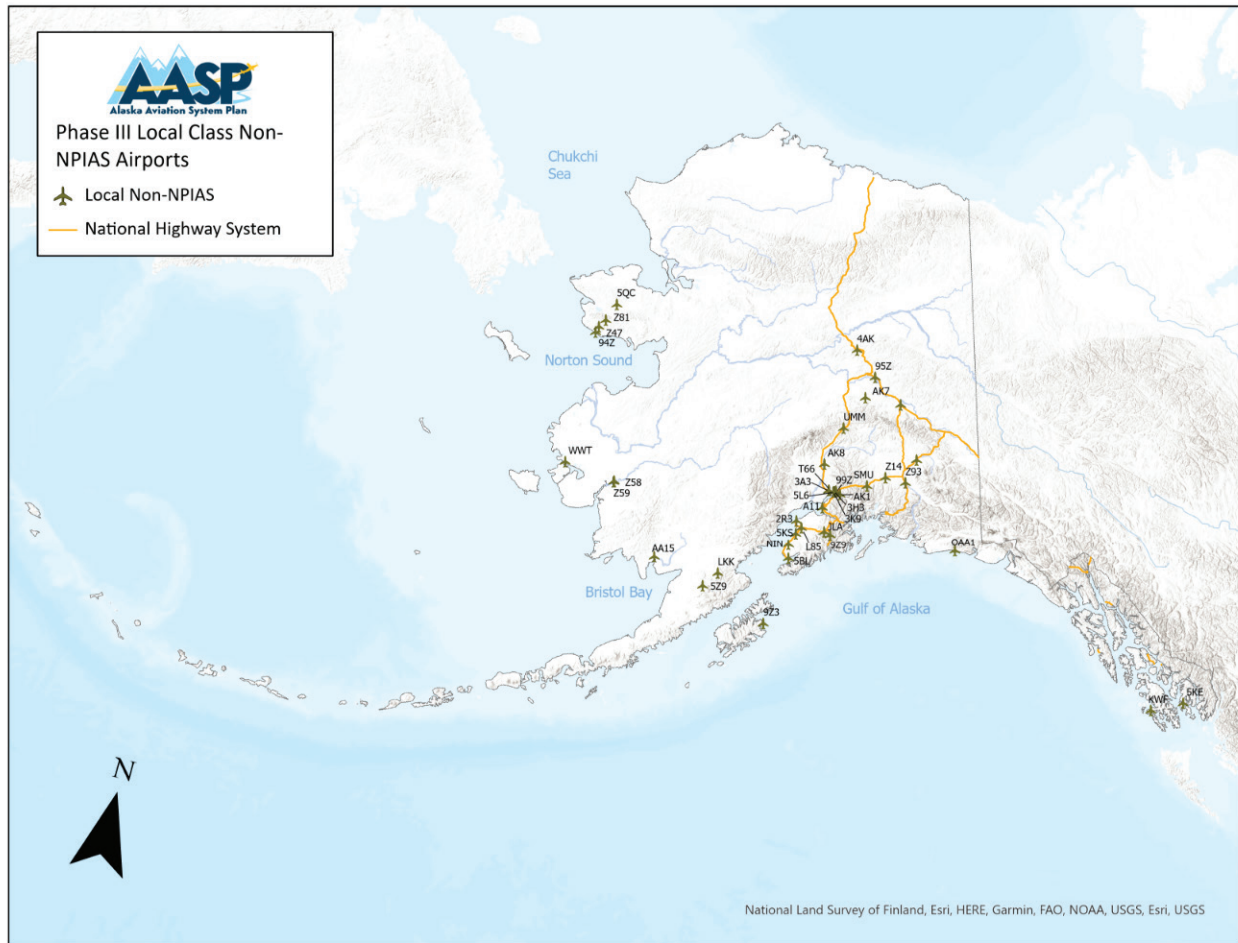 AASP
Alaska Aviation System Plan
Phase III Local Class Non-
NPIAS Airports
Local Non-NPIAS
National Highway System
Chukchi
Sea
5QC
Z81
Z47
94Z
Norton Sound
4AK
95Z
AK7
UMM
WWT
AK8
Z58
Z59
T66
3A3
99Z
SMU
Z14
Z93
5L6
AK1
A11
3H3
2R3
3K9
5KS
JLA
NIN
L85
9Z9
AA15
5BL
OAA1
LKK
5Z9
Bristol Bay
9Z3
Gulf of Alaska
5KE
KWF
N
National Land Survey of Finland, Esri, HERE, Garmin, FAO, NOAA, USGS, Esri, USGS